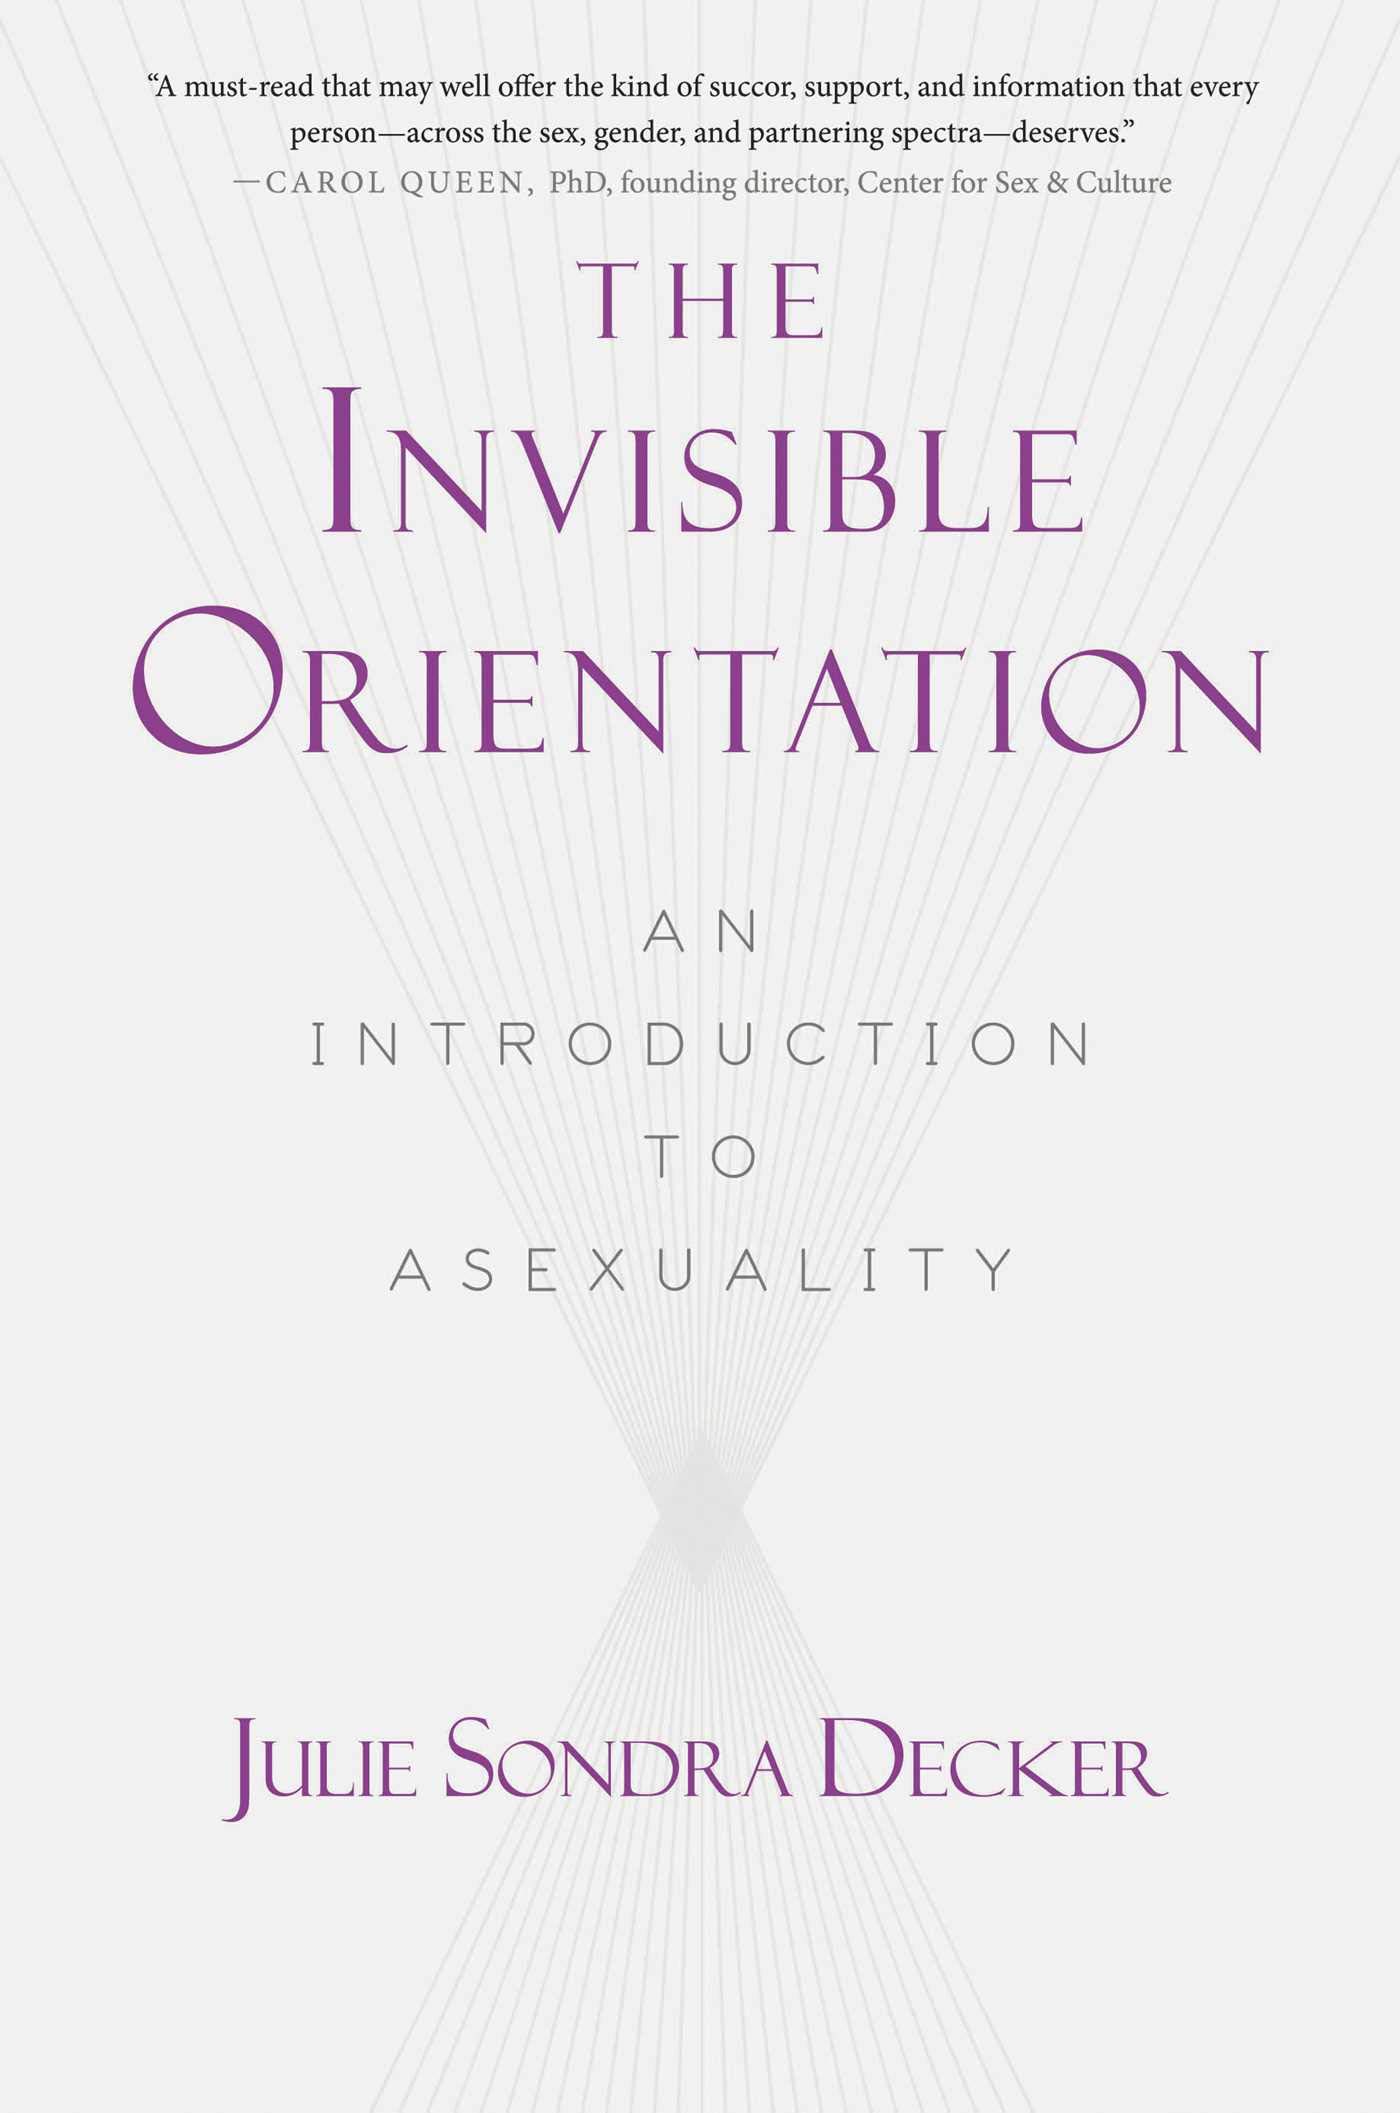 “A must-read that may well offer the kind of succor, support, and information that every
person—across the sex, gender, and partnering spectra—deserves.”
—CAROL QUEEN, PhD, founding director, Center for Sex & Culture
THE
INVISIBLE
ORIENTATION
AN
INTRODUCTION
TO
ASEXUALITY
JULIE SONDRA DECKER